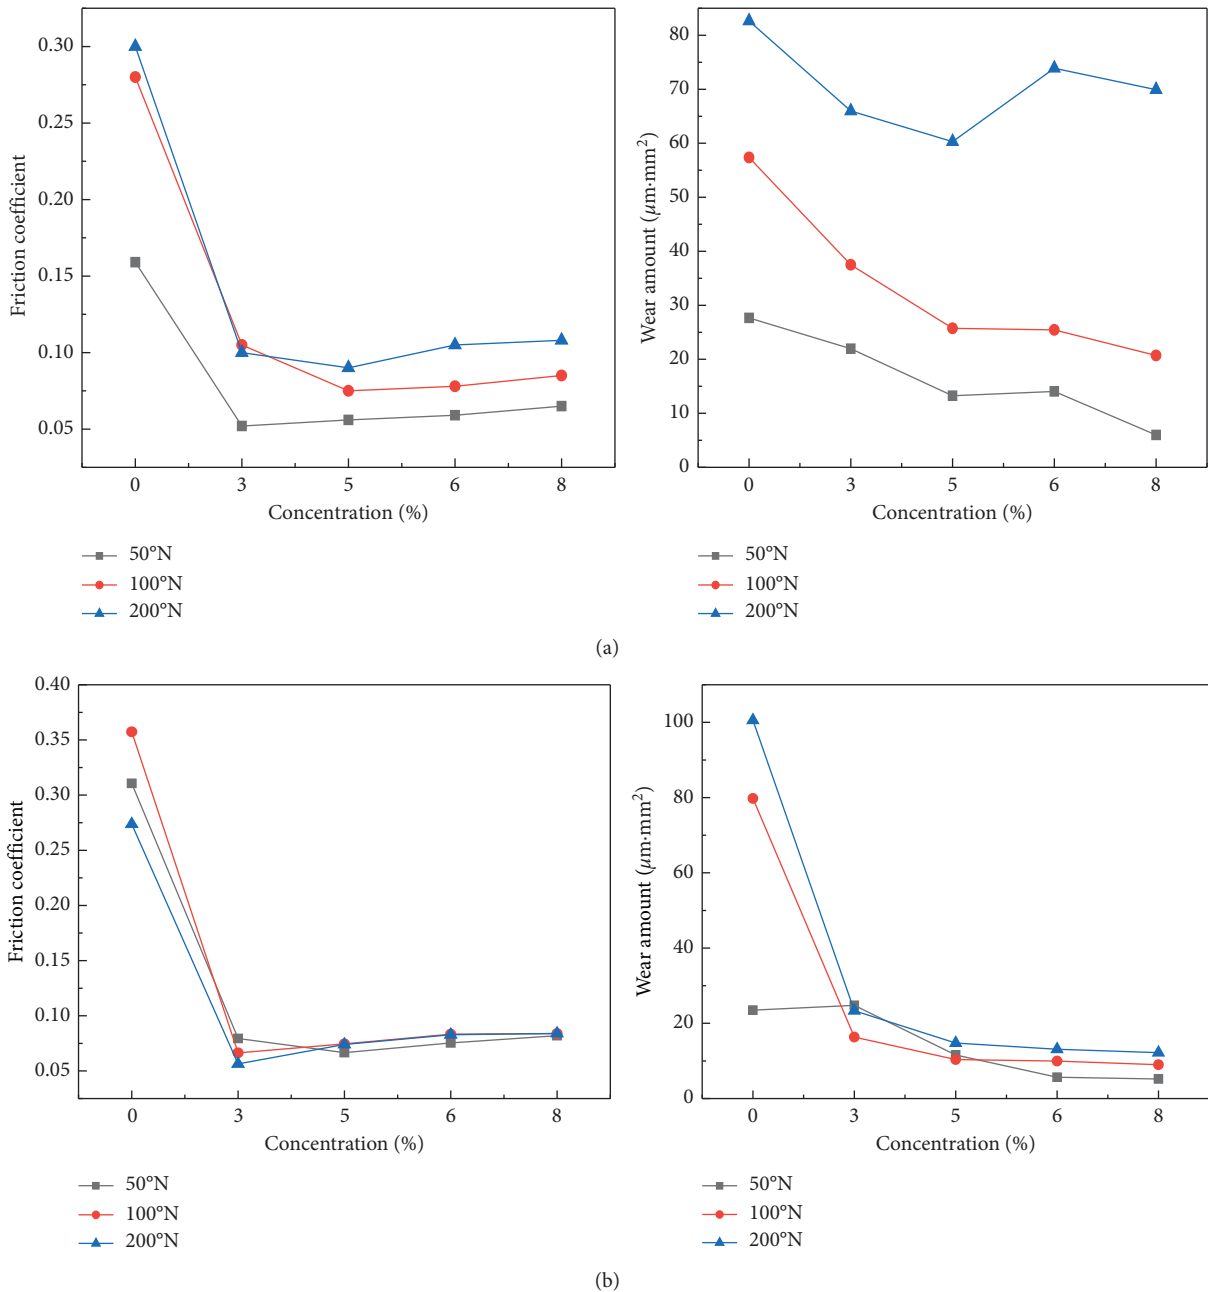 0.30
0.25
0.20
0.15
0.10
0.05
Friction coefficient
0 3 5 6 8
Concentration (%)
50°N
100°N
200°N
80
70
60
50
40
30
20
10
0
Wear amount (μm·mm²)
0 3 5 6 8
Concentration (%)
50°N
100°N
200°N
(a)
0.40
0.35
0.30
0.25
0.20
0.15
0.10
0.05
Friction coefficient
0 3 5 6 8
Concentration (%)
50°N
100°N
200°N
100
80
60
40
20
0
Wear amount (μm·mm²)
0 3 5 6 8
Concentration (%)
50°N
100°N
200°N
(b)